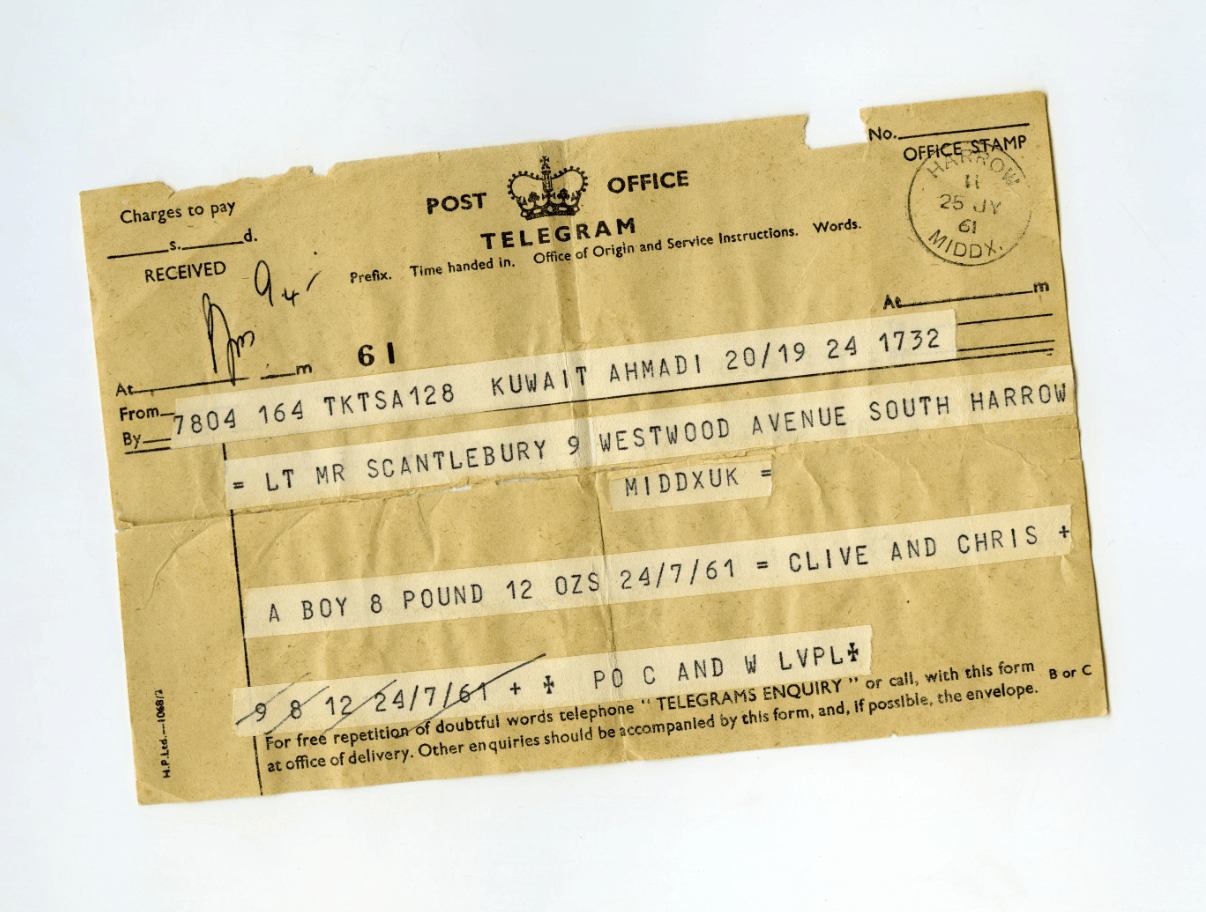 No.
OFFICE STAMP
HARROW
11
25 JY
61
MIDDX.
Charges to pay
s. d.
RECEIVED
POST OFFICE
TELEGRAM
Prefix. Time handed in. Office of Origin and Service Instructions. Words.
At m
At m
61
From
By
7804 164 TKTSA128 KUWAIT AHMADI 20/19 24 1732
= LT MR SCANTLEBURY 9 WESTWOOD AVENUE SOUTH HARROW
MIDDXUK =
A BOY 8 POUND 12 OZS 24/7/61 = CLIVE AND CHRIS +
9 8 12 24/7/61 + ✠ PO C AND W LVPL✠
For free repetition of doubtful words telephone “ TELEGRAMS ENQUIRY ” or call, with this form
at office of delivery. Other enquiries should be accompanied by this form, and, if possible, the envelope.
B or C
H.P.Ltd.—1068/2